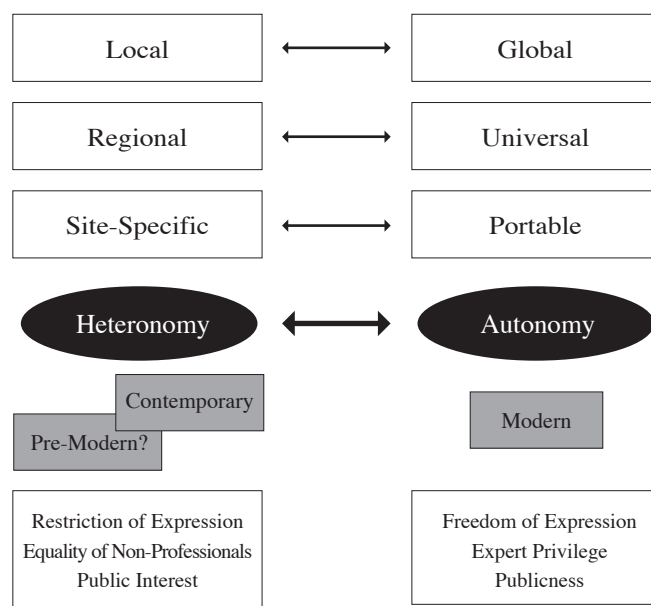 Local
Global
Regional
Universal
Site-Specific
Portable
Heteronomy
Autonomy
Contemporary
Pre-Modern?
Modern
Restriction of Expression
Equality of Non-Professionals
Public Interest
Freedom of Expression
Expert Privilege
Publicness